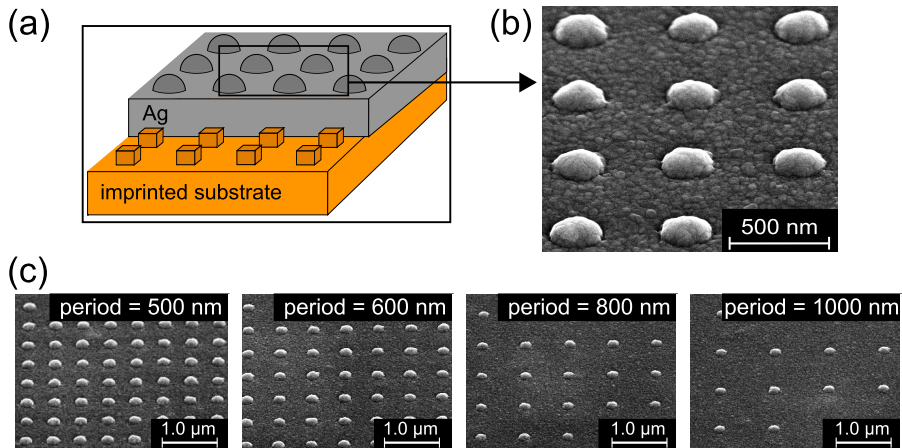 (a)
Ag
imprinted substrate
(b)
500 nm
(c)
period = 500 nm
1.0 µm
period = 600 nm
1.0 µm
period = 800 nm
1.0 µm
period = 1000 nm
1.0 µm